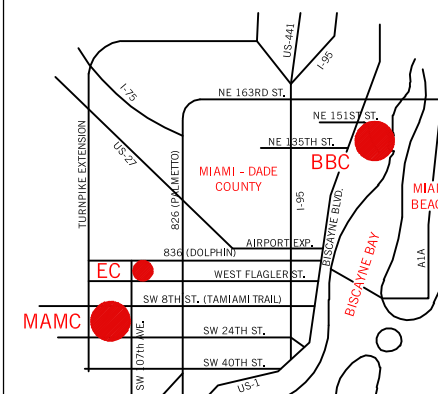 US-441
I-95
I-75
NE 163RD ST.
NE 151ST ST.
BBC
NE 135TH ST.
US-27
TURNPIKE EXTENSION
826 (PALMETTO)
MIAMI - DADE
COUNTY
I-95
BISCAYNE BLVD.
BISCAYNE BAY
MIAMI
BEAC
A1A
AIRPORT EXP.
836 (DOLPHIN)
EC
WEST FLAGLER ST.
SW 8TH ST. (TAMIAMI TRAIL)
MAMC
SW 107th AVE.
SW 24TH ST.
SW 40TH ST.
US-1